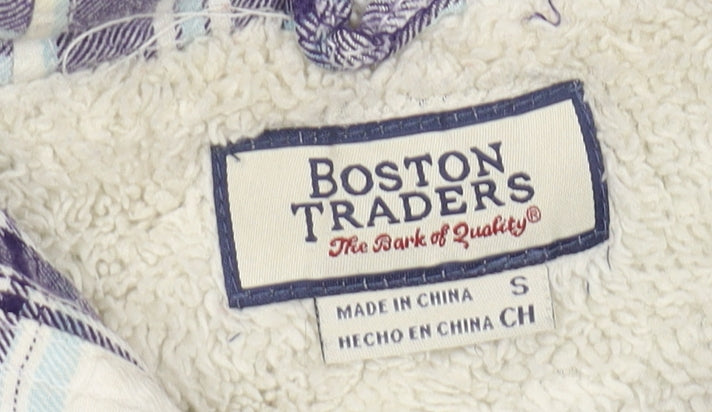 BOSTON
TRADERS
The Bark of Quality®
MADE IN CHINA S
HECHO EN CHINA CH